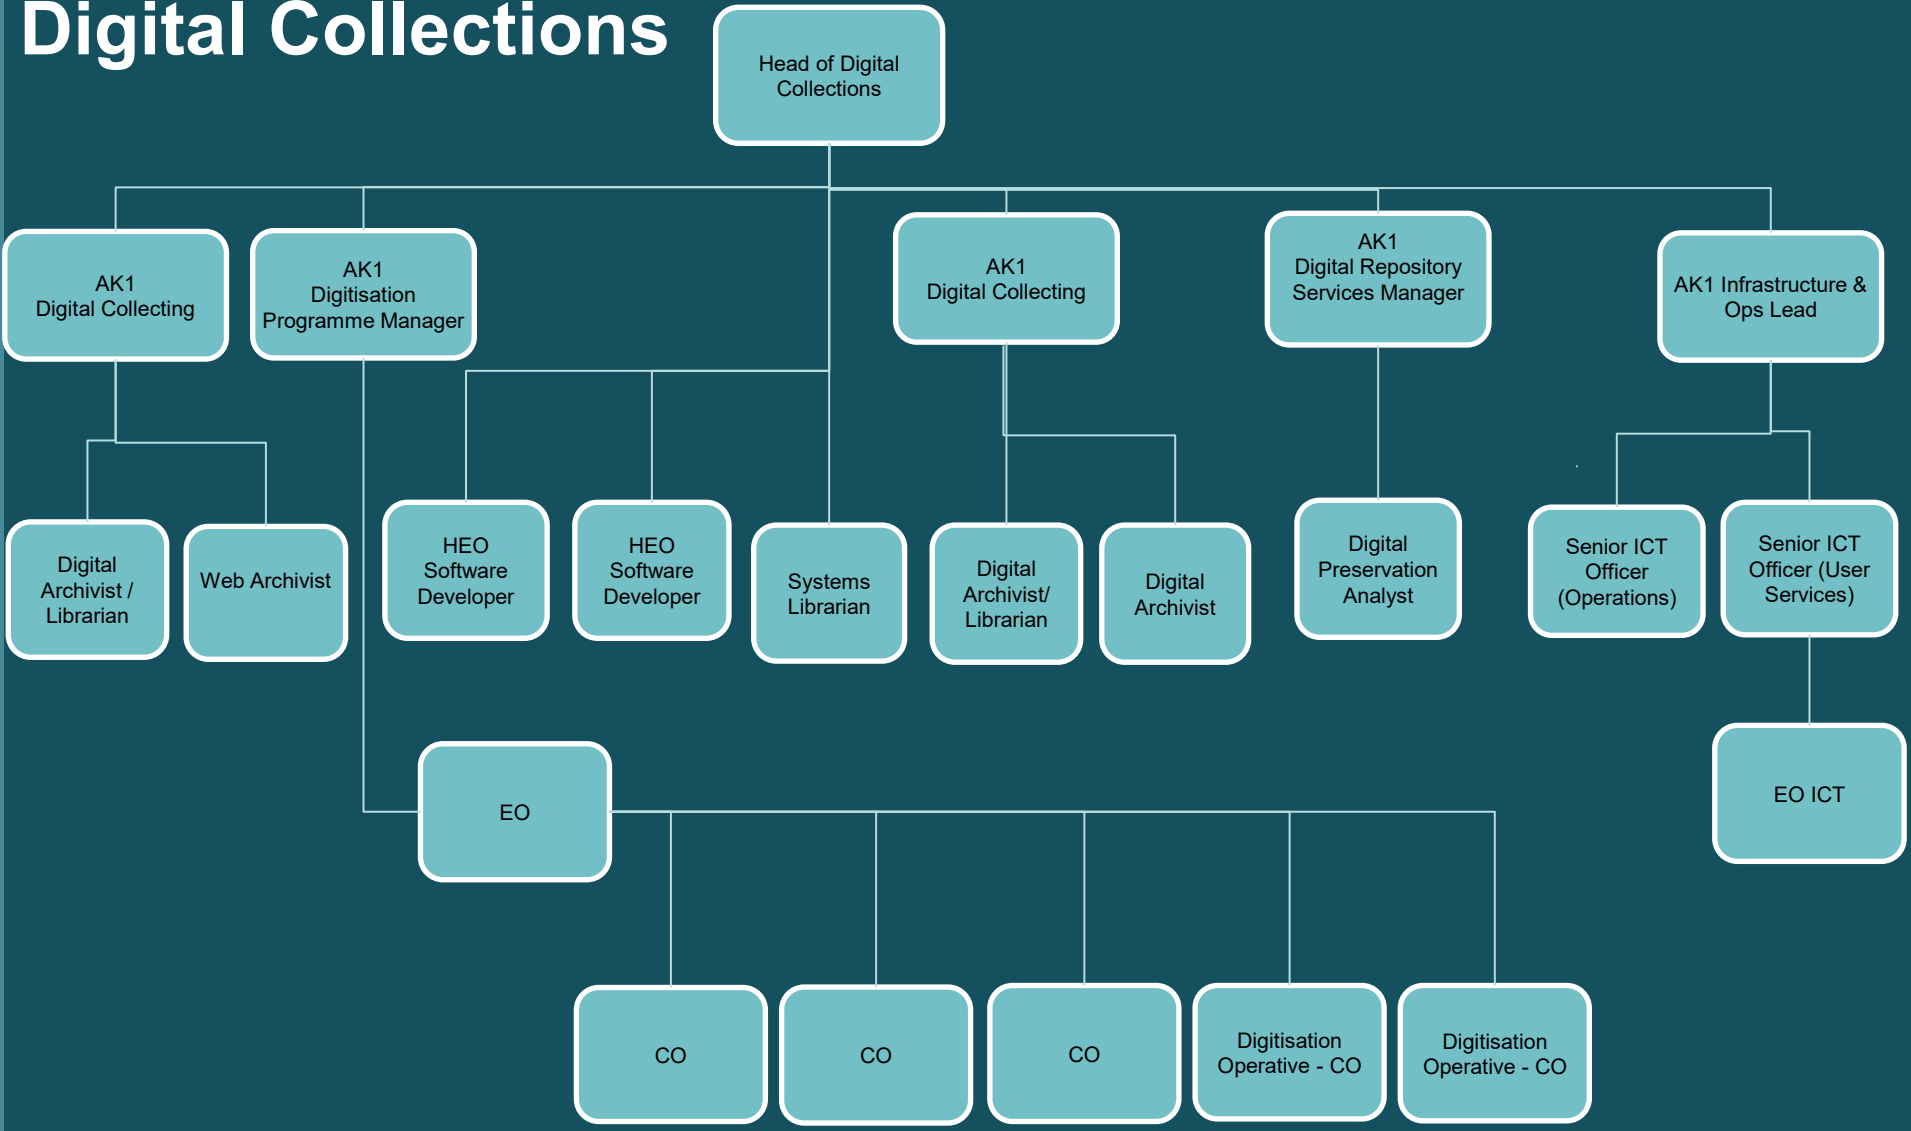 Digital Collections
Head of Digital
Collections
AK1
Digital Collecting
AK1
Digitisation
Programme Manager
AK1
Digital Collecting
AK1
Digital Repository
Services Manager
AK1 Infrastructure &
Ops Lead
Digital
Archivist /
Librarian
Web Archivist
HEO
Software
Developer
HEO
Software
Developer
Systems
Librarian
Digital
Archivist/
Librarian
Digital
Archivist
Digital
Preservation
Analyst
Senior ICT
Officer
(Operations)
Senior ICT
Officer (User
Services)
EO
EO ICT
CO
CO
CO
Digitisation
Operative - CO
Digitisation
Operative - CO